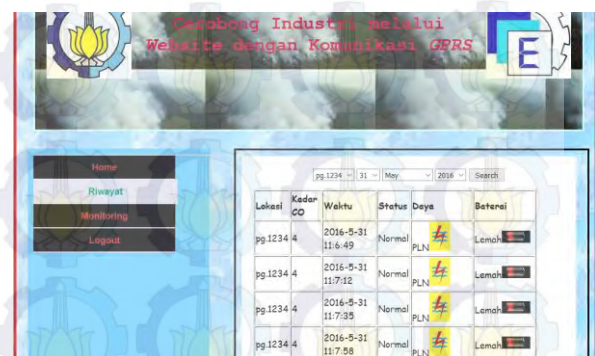 Cerobong Industri melalui
Website dengan Komunikasi GPRS
E
Home
Riwayat
Monitoring
Logout
pg.1234 31 May 2016 Search
Lokasi Kadar CO Waktu Status Daya Baterai
pg.1234 4 2016-5-31 11:6:49 Normal PLN Lemah
pg.1234 4 2016-5-31 11:7:12 Normal PLN Lemah
pg.1234 4 2016-5-31 11:7:35 Normal PLN Lemah
pg.1234 4 2016-5-31 11:7:58 Normal PLN Lemah